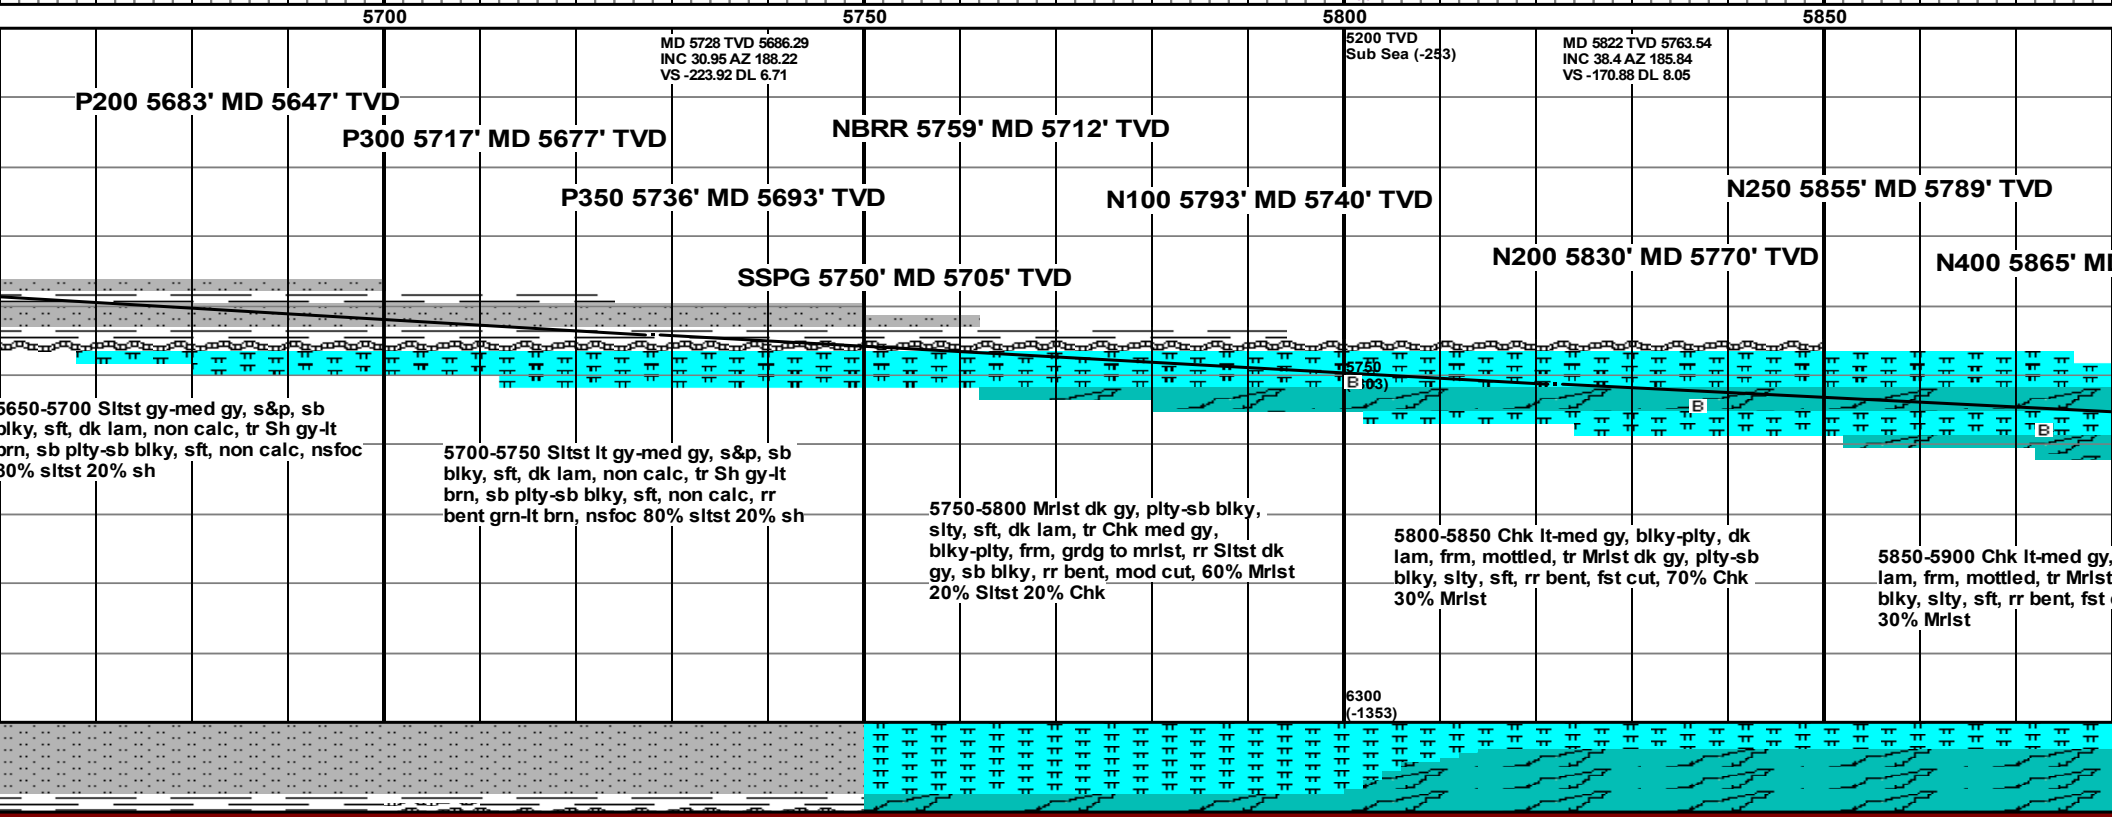 5700
5750
5800
5850
MD 5728 TVD 5686.29
INC 30.95 AZ 188.22
VS -223.92 DL 6.71
5200 TVD
Sub Sea (-253)
MD 5822 TVD 5763.54
INC 38.4 AZ 185.84
VS -170.88 DL 8.05
P200 5683' MD 5647' TVD
P300 5717' MD 5677' TVD
NBRR 5759' MD 5712' TVD
P350 5736' MD 5693' TVD
N100 5793' MD 5740' TVD
N250 5855' MD 5789' TVD
SSPG 5750' MD 5705' TVD
N200 5830' MD 5770' TVD
N400 5865'
5750
B
B
B
5650-5700 Sltst gy-med gy, s&p, sb
blky, sft, dk lam, non calc, tr Sh gy-lt
brn, sb plty-sb blky, sft, non calc, nsfoc
80% sltst 20% sh
5700-5750 Sltst lt gy-med gy, s&p, sb
blky, sft, dk lam, non calc, tr Sh gy-lt
brn, sb plty-sb blky, sft, non calc, rr
bent grn-lt brn, nsfoc 80% sltst 20% sh
5750-5800 Mrlst dk gy, plty-sb blky,
slty, sft, dk lam, tr Chk med gy,
blky-plty, frm, grdg to mrlst, rr Sltst dk
gy, sb blky, rr bent, mod cut, 60% Mrlst
20% Sltst 20% Chk
5800-5850 Chk lt-med gy, blky-plty, dk
lam, frm, mottled, tr Mrlst dk gy, plty-sb
blky, slty, sft, rr bent, fst cut, 70% Chk
30% Mrlst
5850-5900 Chk lt-med gy,
lam, frm, mottled, tr Mrlst
blky, slty, sft, rr bent, fst
30% Mrlst
6300
(-1353)